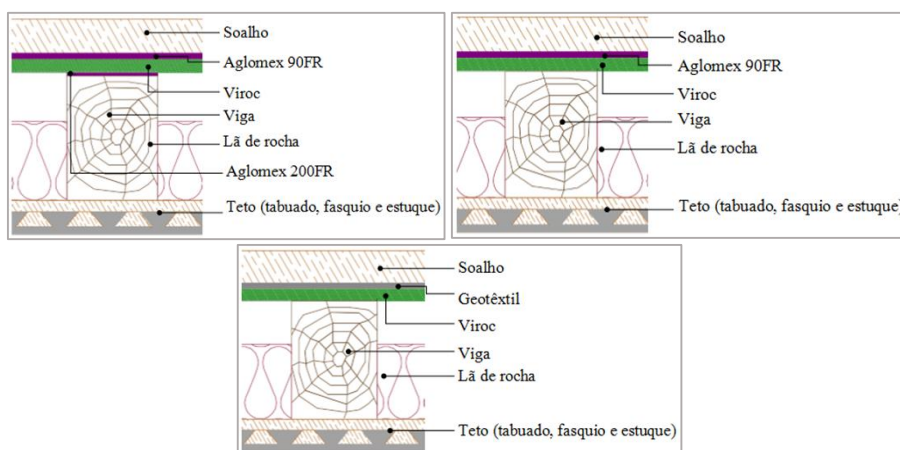 Soalho
Aglomex 90FR
Viroc
Viga
Lã de rocha
Aglomex 200FR
Teto (tabuado, fasquio e estuque)
Soalho
Aglomex 90FR
Viroc
Viga
Lã de rocha
Teto (tabuado, fasquio e estuque)
Soalho
Geotêxtil
Viroc
Viga
Lã de rocha
Teto (tabuado, fasquio e estuque)